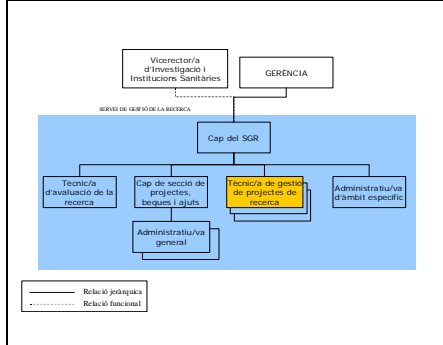 Vicerector/a
d'Investigació i
Institucions Sanitàries
GERÈNCIA
SERVEI DE GESTIÓ DE LA RECERCA
Cap del SGR
Tècnic/a
d'avaluació de la
recerca
Cap de secció de
projectes,
beques i ajuts
Tècnic/a de gestió
de projectes de
recerca
Administratiu/va
d'àmbit específic
Administratiu/va
general
Relació jeràrquica
Relació funcional